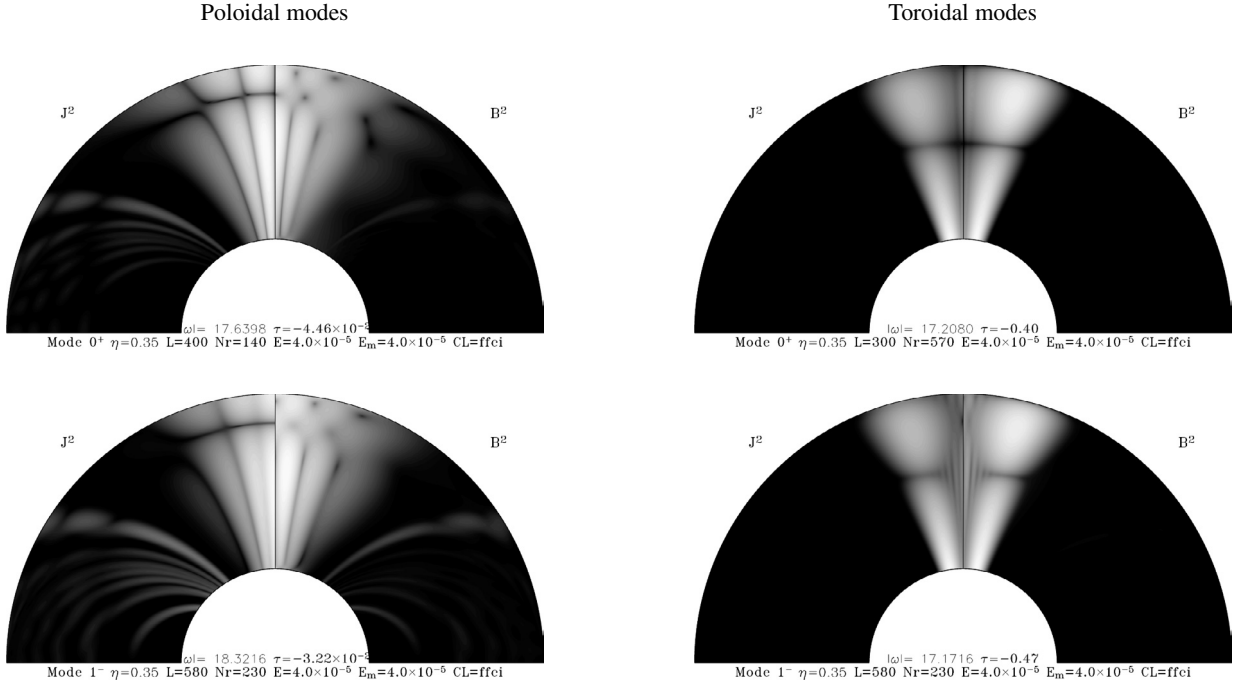 Poloidal modes
Toroidal modes
J²
B²
|ω|= 17.6398 τ=−4.46×10⁻²
Mode 0⁺ η=0.35 L=400 Nr=140 E=4.0×10⁻⁵ Eₘ=4.0×10⁻⁵ CL=ffci
J²
B²
|ω|= 17.2080 τ=−0.40
Mode 0⁺ η=0.35 L=300 Nr=570 E=4.0×10⁻⁵ Eₘ=4.0×10⁻⁵ CL=ffci
J²
B²
|ω|= 18.3216 τ=−3.22×10⁻²
Mode 1⁻ η=0.35 L=580 Nr=230 E=4.0×10⁻⁵ Eₘ=4.0×10⁻⁵ CL=ffci
J²
B²
|ω|= 17.1716 τ=−0.47
Mode 1⁻ η=0.35 L=580 Nr=230 E=4.0×10⁻⁵ Eₘ=4.0×10⁻⁵ CL=ffci